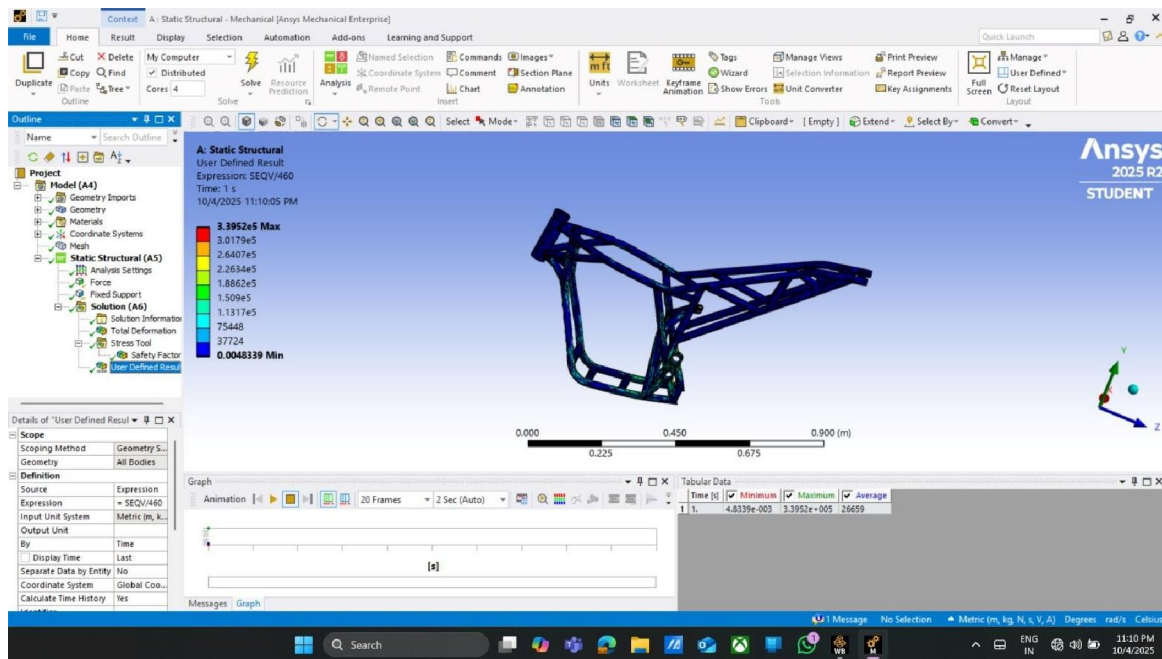 Context A : Static Structural - Mechanical [Ansys Mechanical Enterprise]
File Home Result Display Selection Automation Add-ons Learning and Support Quick Launch
Duplicate Cut Copy Paste Delete Find Tree Outline
My Computer Distributed Cores 4 Solve Resource Prediction Solve
Analysis Named Selection Coordinate System Remote Point Commands Comment Chart Images Section Plane Annotation Insert
Units Worksheet Keyframe Animation Tags Wizard Show Errors Manage Views Selection Information Unit Converter Print Preview Report Preview Key Assignments Tools
Full Screen Manage User Defined Reset Layout Layout
Outline
Name Search Outline
Select Mode Clipboard [ Empty ] Extend Select By Convert
Project
Model (A4)
Geometry Imports
Geometry
Materials
Coordinate Systems
Mesh
Static Structural (A5)
Analysis Settings
Force
Fixed Support
Solution (A6)
Solution Informatio
Total Deformation
Stress Tool
Safety Factor
User Defined Resul
A: Static Structural
User Defined Result
Expression: SEQV/460
Time: 1 s
10/4/2025 11:10:05 PM
3.3952e5 Max
3.0179e5
2.6407e5
2.2634e5
1.8862e5
1.509e5
1.1317e5
75448
37724
0.0048339 Min
Ansys
2025 R2
STUDENT
Y
Z
0.000 0.450 0.900 (m)
0.225 0.675
Details of "User Defined Resul
Scope
Scoping Method Geometry S...
Geometry All Bodies
Definition
Source Expression
Expression = SEQV/460
Input Unit System Metric (m, k...
Output Unit
By Time
Display Time Last
Separate Data by Entity No
Coordinate System Global Coo...
Calculate Time History Yes
Graph
Animation 20 Frames 2 Sec (Auto)
[s]
Messages Graph
Tabular Data
Time [s] Minimum Maximum Average
1 1. 4.8339e-003 3.3952e+005 26659
1 Message No Selection Metric (m, kg, N, s, V, A) Degrees rad/s Celsius
Search
WB M
ENG IN
11:10 PM
10/4/2025